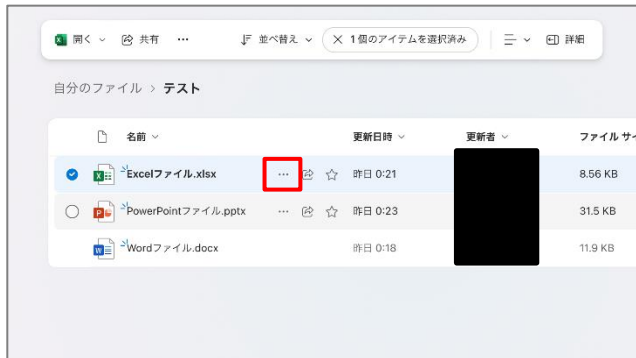 開く 共有 ··· 並べ替え 1個のアイテムを選択済み 詳細
自分のファイル > テスト
名前 更新日時 更新者 ファイル サイ
Excelファイル.xlsx ··· 昨日 0:21 8.56 KB
PowerPointファイル.pptx ··· 昨日 0:23 31.5 KB
Wordファイル.docx 昨日 0:18 11.9 KB